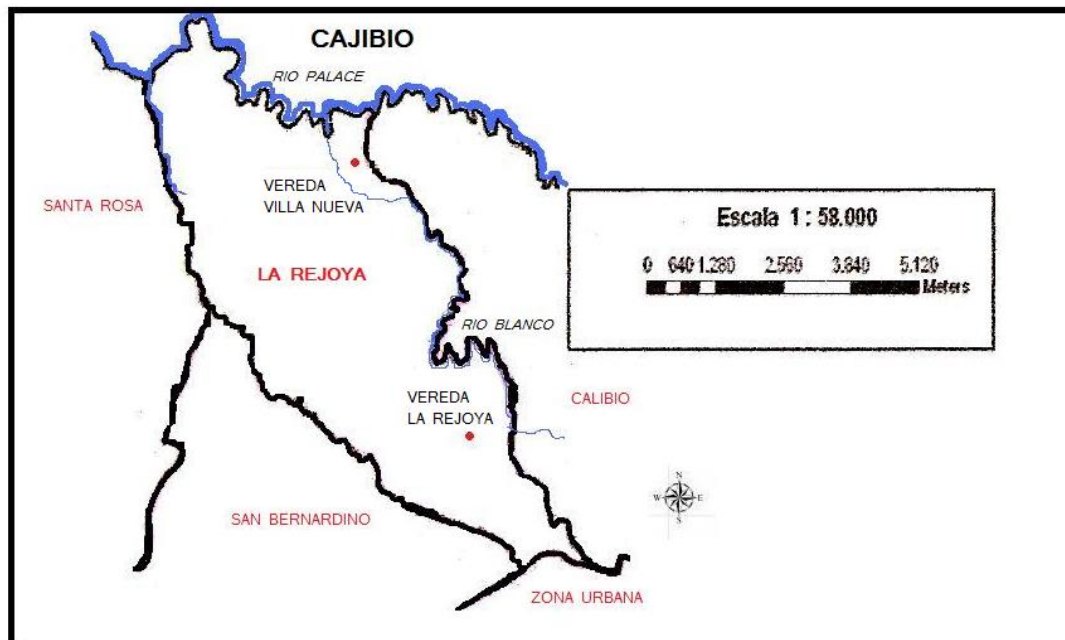 CAJIBIO
RIO PALACE
VEREDA
VILLA NUEVA
SANTA ROSA
LA REJOYA
Escala 1 : 58.000
0 640 1.280 2.560 3.840 5.120
Meters
RIO BLANCO
VEREDA
LA REJOYA
CALIBIO
N
W E
S
SAN BERNARDINO
ZONA URBANA